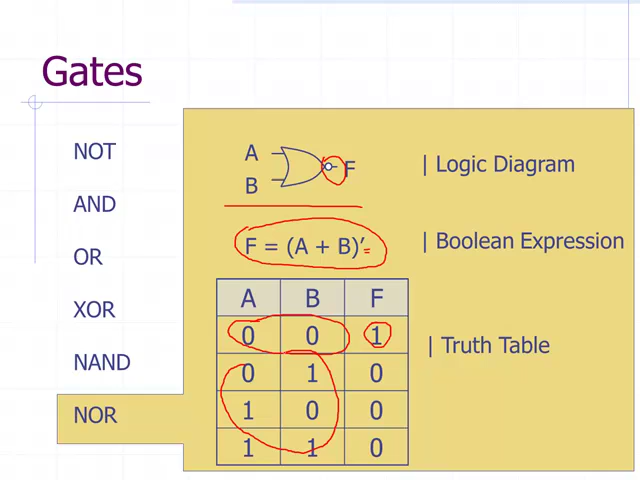 Gates
NOT
AND
OR
XOR
NAND
NOR
A
B
F
| Logic Diagram
F = (A + B)’
| Boolean Expression
A B F
0 0 1
0 1 0
1 0 0
1 1 0
| Truth Table